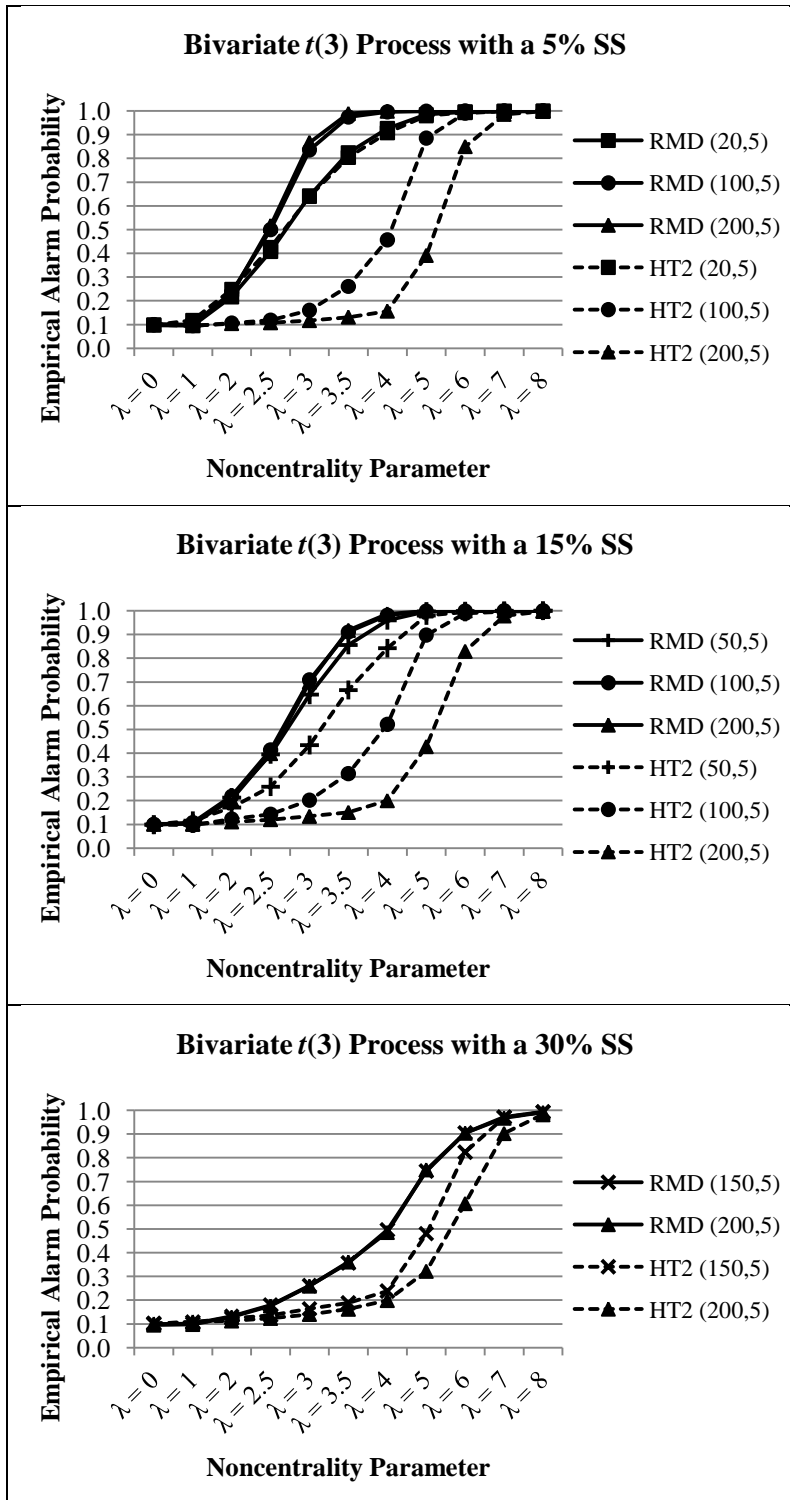 Bivariate t(3) Process with a 5% SS
Empirical Alarm Probability
1.0
0.9
0.8
0.7
0.6
0.5
0.4
0.3
0.2
0.1
0.0
λ = 0
λ = 1
λ = 2
λ = 2.5
λ = 3
λ = 3.5
λ = 4
λ = 5
λ = 6
λ = 7
λ = 8
Noncentrality Parameter
RMD (20,5)
RMD (100,5)
RMD (200,5)
HT2 (20,5)
HT2 (100,5)
HT2 (200,5)
Bivariate t(3) Process with a 15% SS
Empirical Alarm Probability
1.0
0.9
0.8
0.7
0.6
0.5
0.4
0.3
0.2
0.1
0.0
λ = 0
λ = 1
λ = 2
λ = 2.5
λ = 3
λ = 3.5
λ = 4
λ = 5
λ = 6
λ = 7
λ = 8
Noncentrality Parameter
RMD (50,5)
RMD (100,5)
RMD (200,5)
HT2 (50,5)
HT2 (100,5)
HT2 (200,5)
Bivariate t(3) Process with a 30% SS
Empirical Alarm Probability
1.0
0.9
0.8
0.7
0.6
0.5
0.4
0.3
0.2
0.1
0.0
λ = 0
λ = 1
λ = 2
λ = 2.5
λ = 3
λ = 3.5
λ = 4
λ = 5
λ = 6
λ = 7
λ = 8
Noncentrality Parameter
RMD (150,5)
RMD (200,5)
HT2 (150,5)
HT2 (200,5)